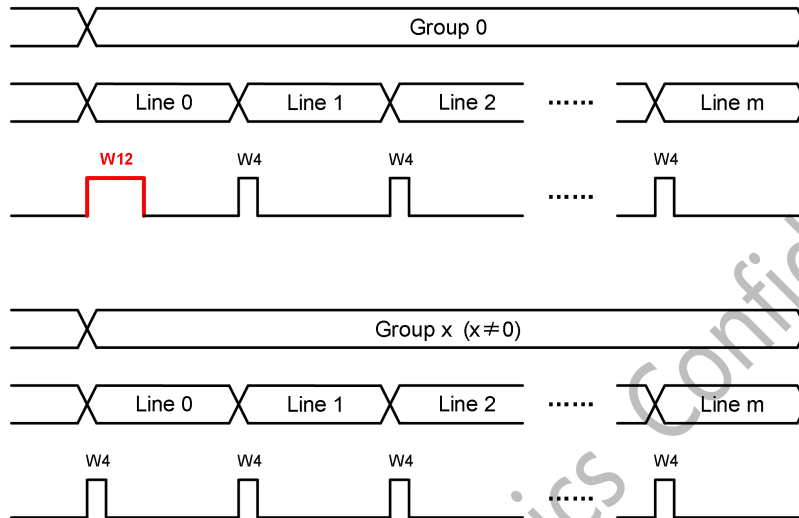 Group 0
Line 0 Line 1 Line 2 ...... Line m
W12 W4 W4 W4
......
Group x (x≠0)
Line 0 Line 1 Line 2 ...... Line m
W4 W4 W4 W4
......